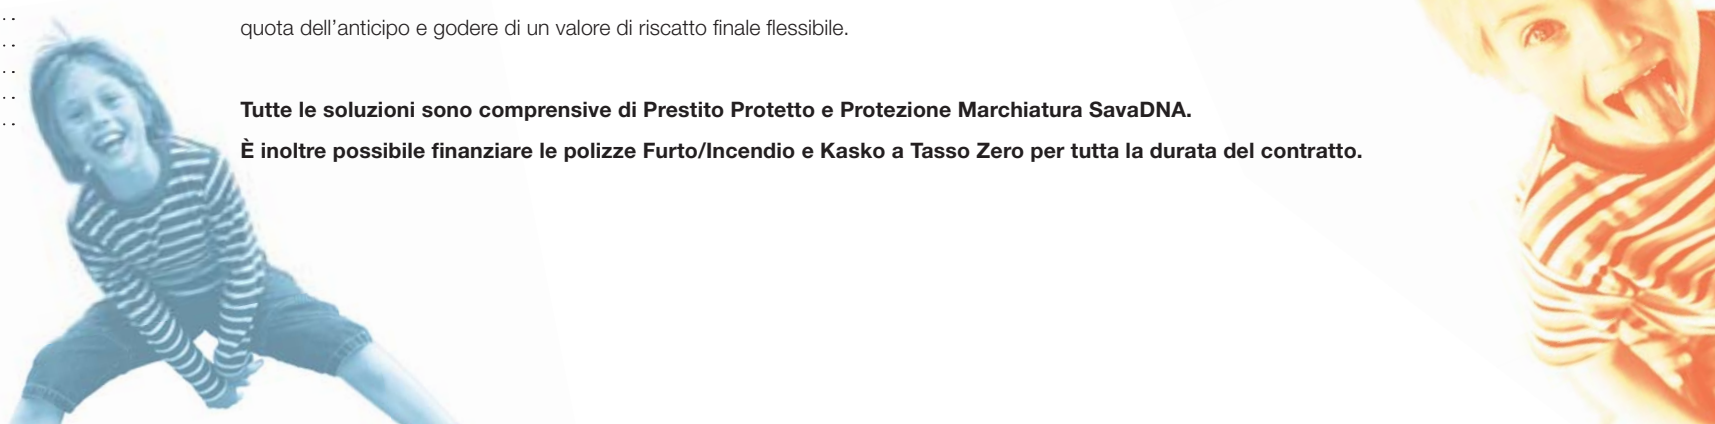 quota dell’anticipo e godere di un valore di riscatto finale flessibile.
Tutte le soluzioni sono comprensive di Prestito Protetto e Protezione Marchiatura SavaDNA.
È inoltre possibile finanziare le polizze Furto/Incendio e Kasko a Tasso Zero per tutta la durata del contratto.